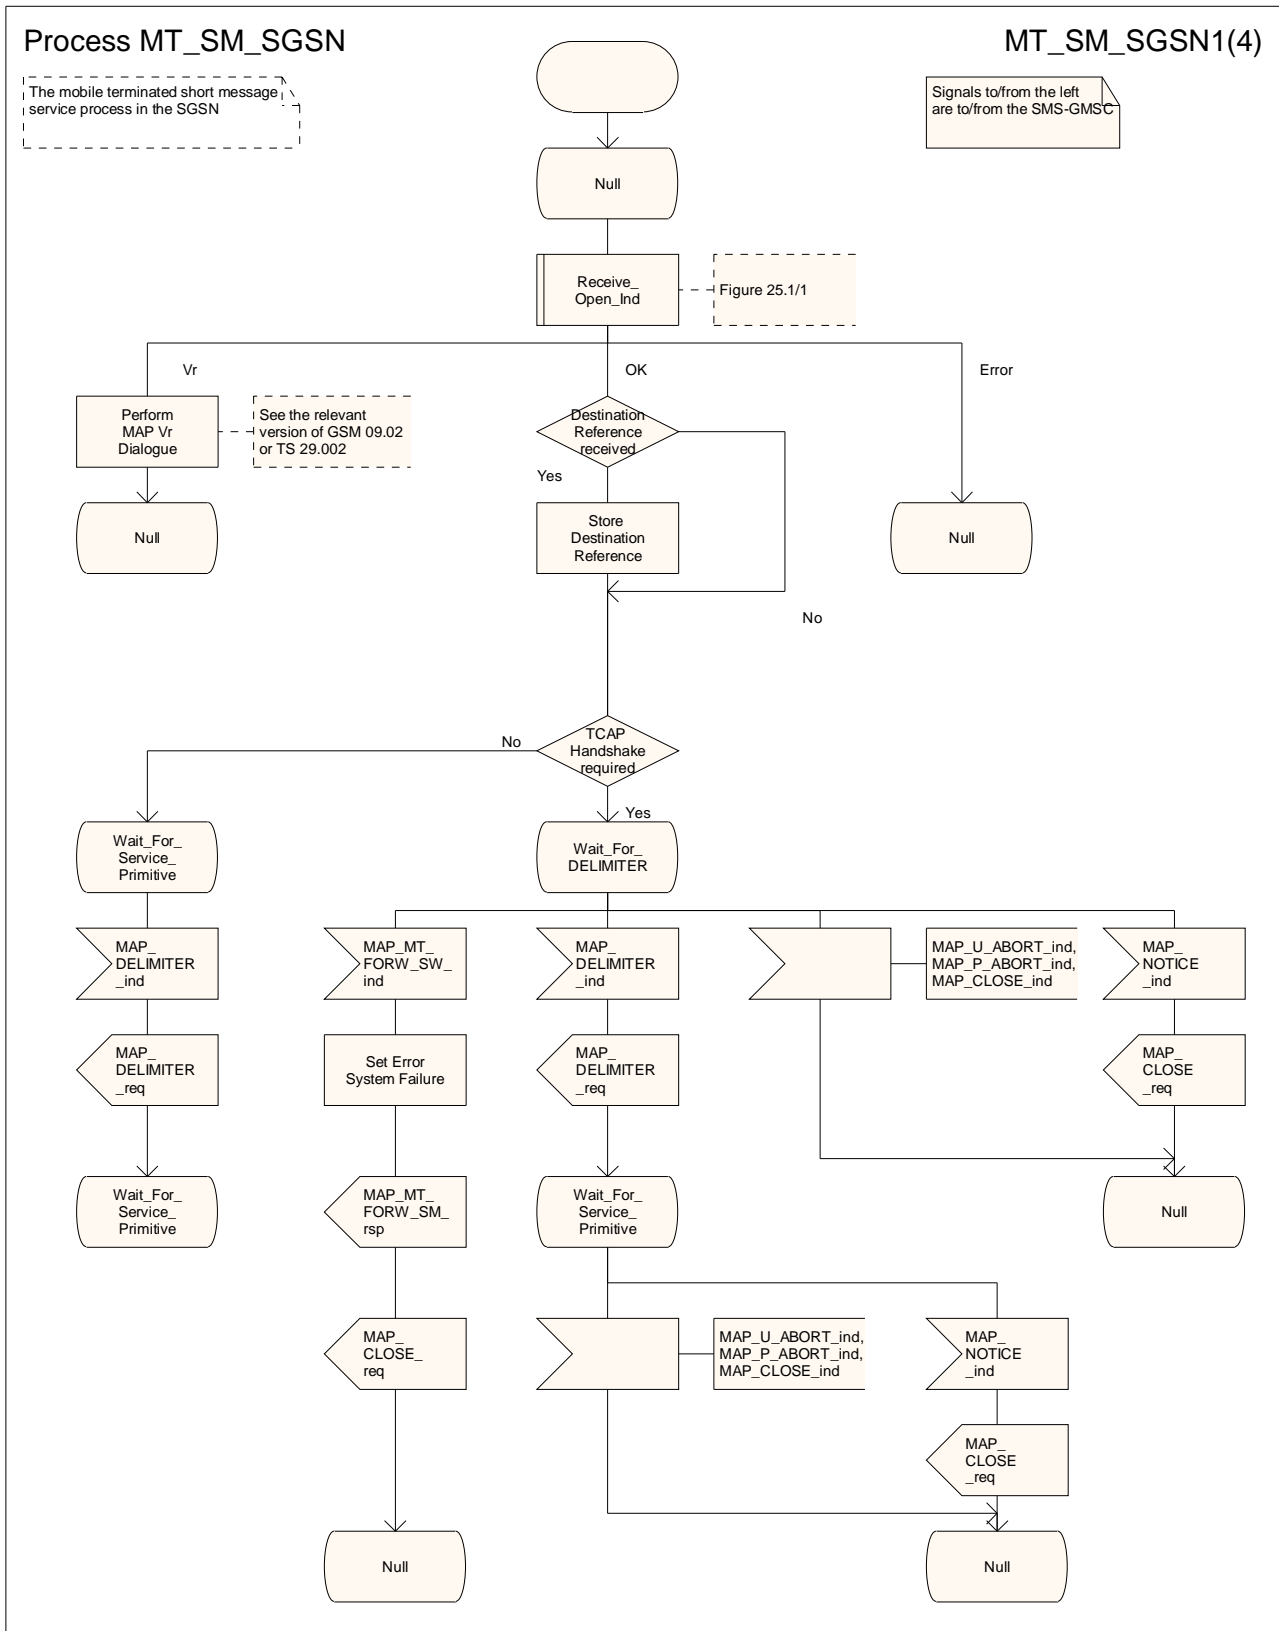 Process MT_SM_SGSN
MT_SM_SGSN1(4)
The mobile terminated short message
service process in the SGSN
Signals to/from the left
are to/from the SMS-GMSC
Null
Receive_
Open_Ind
Figure 25.1/1
Vr
OK
Error
Perform
MAP Vr
Dialogue
See the relevant
version of GSM 09.02
or TS 29.002
Destination
Reference
received
Yes
Null
Store
Destination
Reference
Null
No
TCAP
Handshake
required
No
Yes
Wait_For_
Service_
Primitive
Wait_For_
DELIMITER
MAP_
DELIMITER
_ind
MAP_MT_
FORW_SW_
ind
MAP_
DELIMITER
_ind
MAP_U_ABORT_ind,
MAP_P_ABORT_ind,
MAP_CLOSE_ind
MAP_
NOTICE
_ind
MAP_
DELIMITER
_req
Set Error
System Failure
MAP_
DELIMITER
_req
MAP_
CLOSE
_req
Wait_For_
Service_
Primitive
MAP_MT_
FORW_SM_
rsp
Wait_For_
Service_
Primitive
Null
MAP_
CLOSE_
req
MAP_U_ABORT_ind,
MAP_P_ABORT_ind,
MAP_CLOSE_ind
MAP_
NOTICE
_ind
MAP_
CLOSE
_req
Null
Null